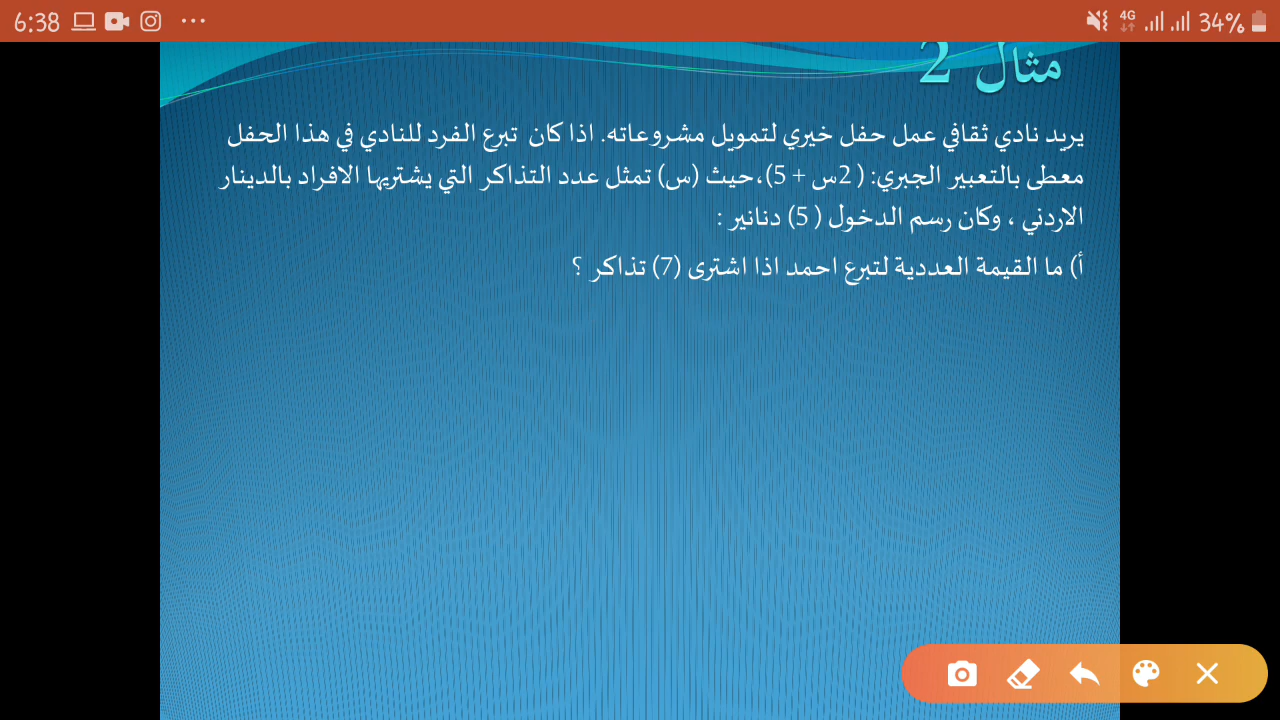 6:38 ••• 4G 34%
مثال 2
يريد نادي ثقافي عمل حفل خيري لتمويل مشروعاته. اذا كان تبرع الفرد للنادي في هذا الحفل
معطى بالتعبير الجبري: ( 2س + 5)،حيث (س) تمثل عدد التذاكر التي يشتريها الافراد بالدينار
الاردني ، وكان رسم الدخول ( 5) دنانير :
أ) ما القيمة العددية لتبرع احمد اذا اشترى (7) تذاكر ؟